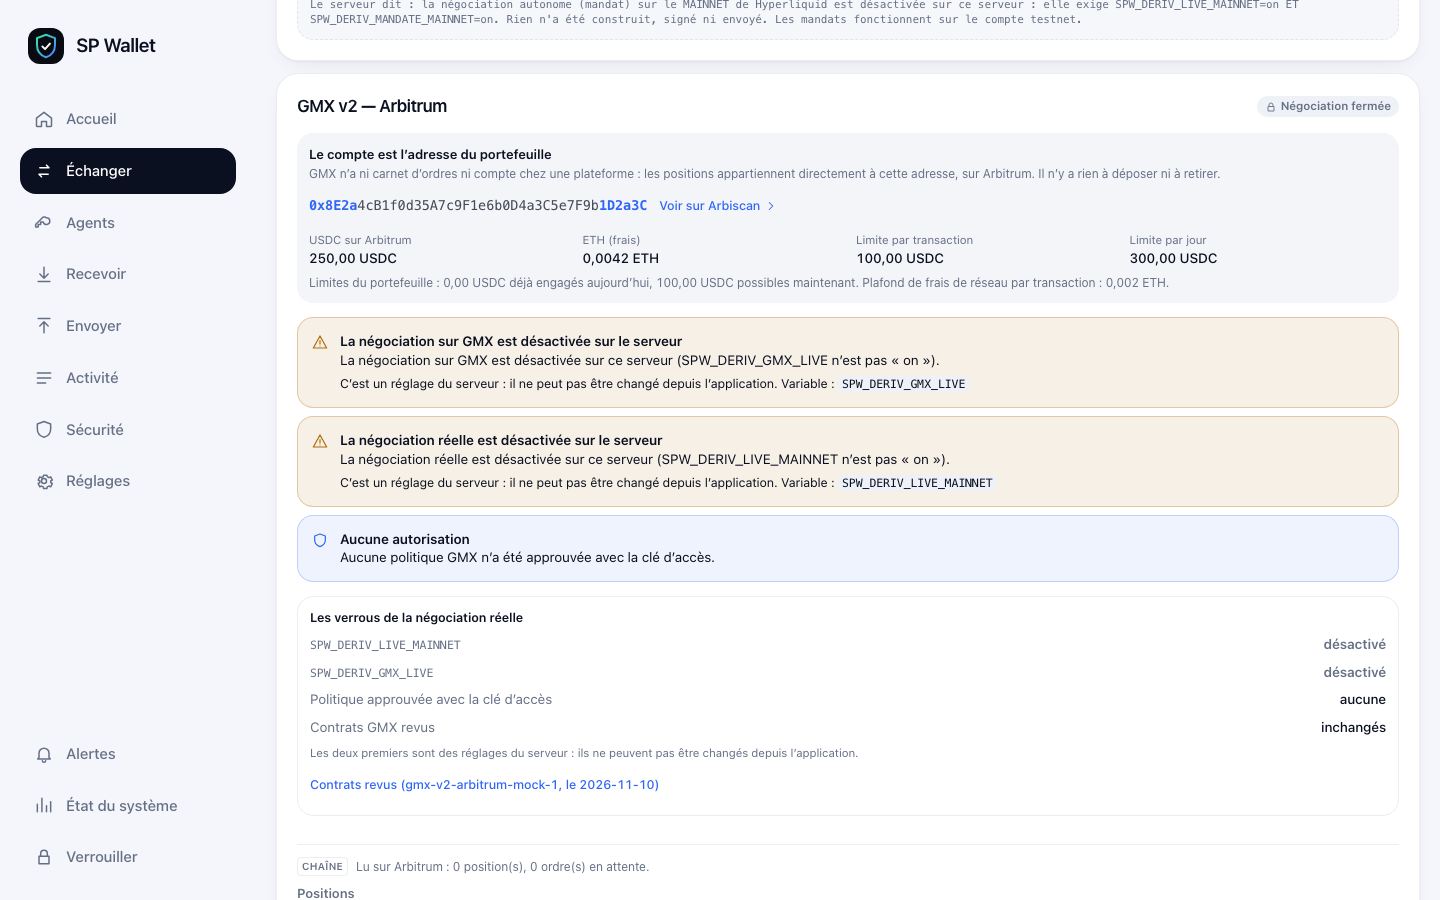 Le serveur dit : la négociation autonome (mandat) sur le MAINNET de Hyperliquid est désactivée sur ce serveur : elle exige SPW_DERIV_LIVE_MAINNET=on ET
SPW_DERIV_MANDATE_MAINNET=on. Rien n'a été construit, signé ni envoyé. Les mandats fonctionnent sur le compte testnet.
SP Wallet
Accueil
Échanger
Agents
Recevoir
Envoyer
Activité
Sécurité
Réglages
Alertes
État du système
Verrouiller
GMX v2 — Arbitrum
Négociation fermée
Le compte est l’adresse du portefeuille
GMX n’a ni carnet d’ordres ni compte chez une plateforme : les positions appartiennent directement à cette adresse, sur Arbitrum. Il n’y a rien à déposer ni à retirer.
0x8E2a4cB1f0d35A7c9F1e6b0D4a3C5e7F9b1D2a3C Voir sur Arbiscan
USDC sur Arbitrum
250,00 USDC
ETH (frais)
0,0042 ETH
Limite par transaction
100,00 USDC
Limite par jour
300,00 USDC
Limites du portefeuille : 0,00 USDC déjà engagés aujourd’hui, 100,00 USDC possibles maintenant. Plafond de frais de réseau par transaction : 0,002 ETH.
La négociation sur GMX est désactivée sur le serveur
La négociation sur GMX est désactivée sur ce serveur (SPW_DERIV_GMX_LIVE n’est pas « on »).
C’est un réglage du serveur : il ne peut pas être changé depuis l’application. Variable : SPW_DERIV_GMX_LIVE
La négociation réelle est désactivée sur le serveur
La négociation réelle est désactivée sur ce serveur (SPW_DERIV_LIVE_MAINNET n’est pas « on »).
C’est un réglage du serveur : il ne peut pas être changé depuis l’application. Variable : SPW_DERIV_LIVE_MAINNET
Aucune autorisation
Aucune politique GMX n’a été approuvée avec la clé d’accès.
Les verrous de la négociation réelle
SPW_DERIV_LIVE_MAINNET désactivé
SPW_DERIV_GMX_LIVE désactivé
Politique approuvée avec la clé d’accès aucune
Contrats GMX revus inchangés
Les deux premiers sont des réglages du serveur : ils ne peuvent pas être changés depuis l’application.
Contrats revus (gmx-v2-arbitrum-mock-1, le 2026-11-10)
CHAÎNE Lu sur Arbitrum : 0 position(s), 0 ordre(s) en attente.
Positions